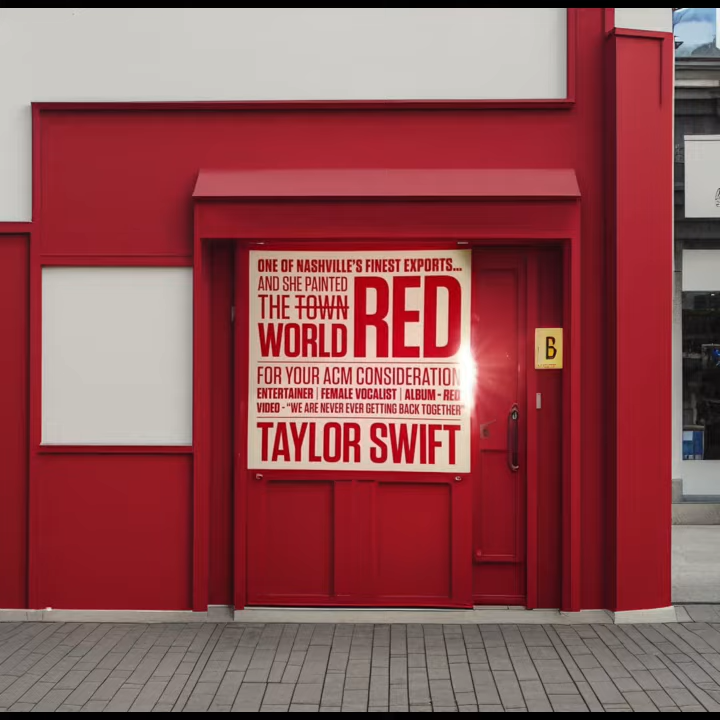 ONE OF NASHVILLE'S FINEST EXPORTS...
AND SHE PAINTED
THE TOWN
WORLD RED
FOR YOUR ACM CONSIDERATION
ENTERTAINER | FEMALE VOCALIST | ALBUM - RED
VIDEO - "WE ARE NEVER EVER GETTING BACK TOGETHER"
TAYLOR SWIFT
B